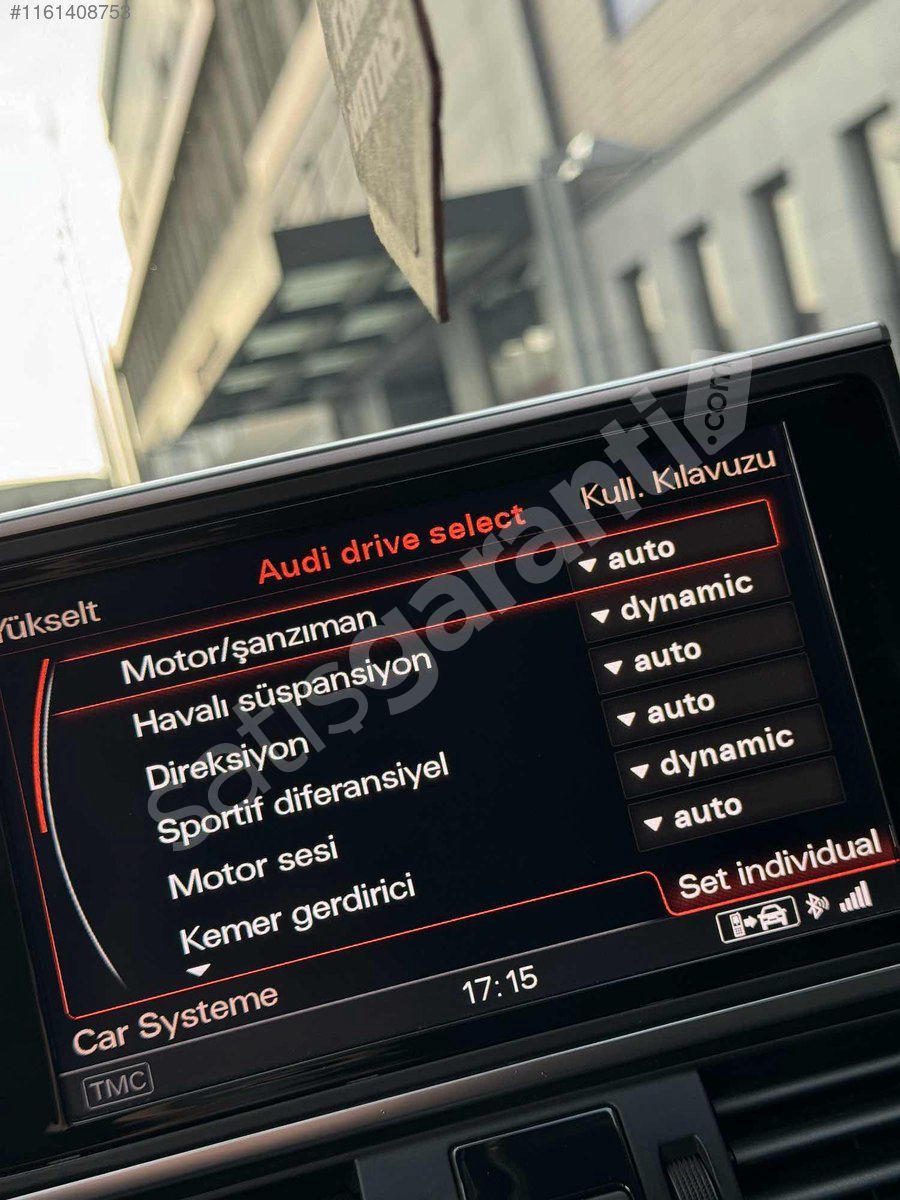 #1161408753
Kull. Kılavuzu
Audi drive select
Yükselt
Motor/şanzıman auto
Havalı süspansiyon dynamic
Direksiyon auto
Sportif diferansiyel auto
Motor sesi dynamic
Kemer gerdirici auto
Set individual
Car Systeme
17:15
TMC
satışgaranti.com